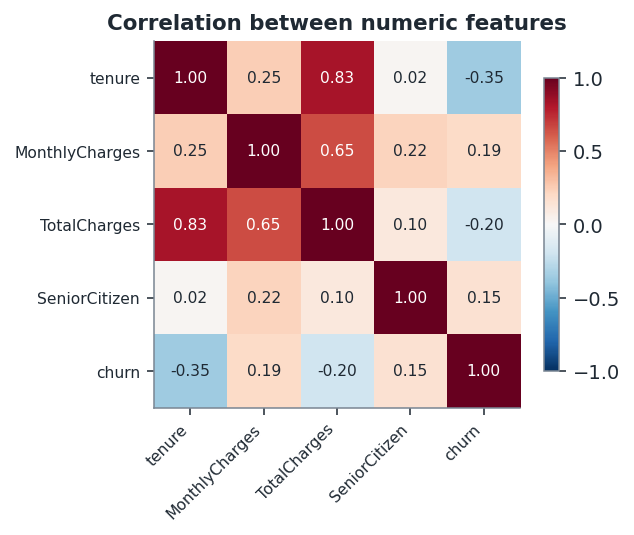 Correlation between numeric features
tenure 1.00 0.25 0.83 0.02 -0.35
MonthlyCharges 0.25 1.00 0.65 0.22 0.19
TotalCharges 0.83 0.65 1.00 0.10 -0.20
SeniorCitizen 0.02 0.22 0.10 1.00 0.15
churn -0.35 0.19 -0.20 0.15 1.00
tenure
MonthlyCharges
TotalCharges
SeniorCitizen
churn
1.0
0.5
0.0
−0.5
−1.0